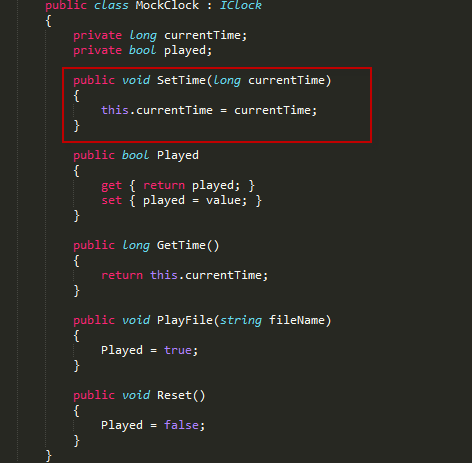 public class MockClock : IClock
{
private long currentTime;
private bool played;
public void SetTime(long currentTime)
{
this.currentTime = currentTime;
}
public bool Played
{
get { return played; }
set { played = value; }
}
public long GetTime()
{
return this.currentTime;
}
public void PlayFile(string fileName)
{
Played = true;
}
public void Reset()
{
Played = false;
}
}